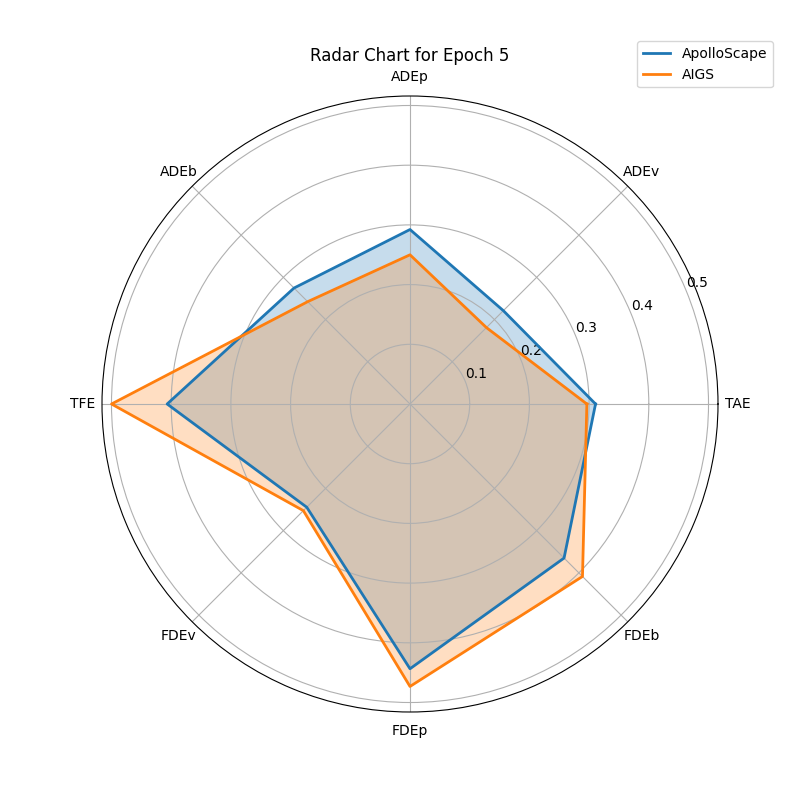 Radar Chart for Epoch 5
ApolloScape
AIGS
ADEp
ADEb
ADEv
0.5
0.4
0.3
0.2
0.1
TFE
TAE
FDEv
FDEb
FDEp